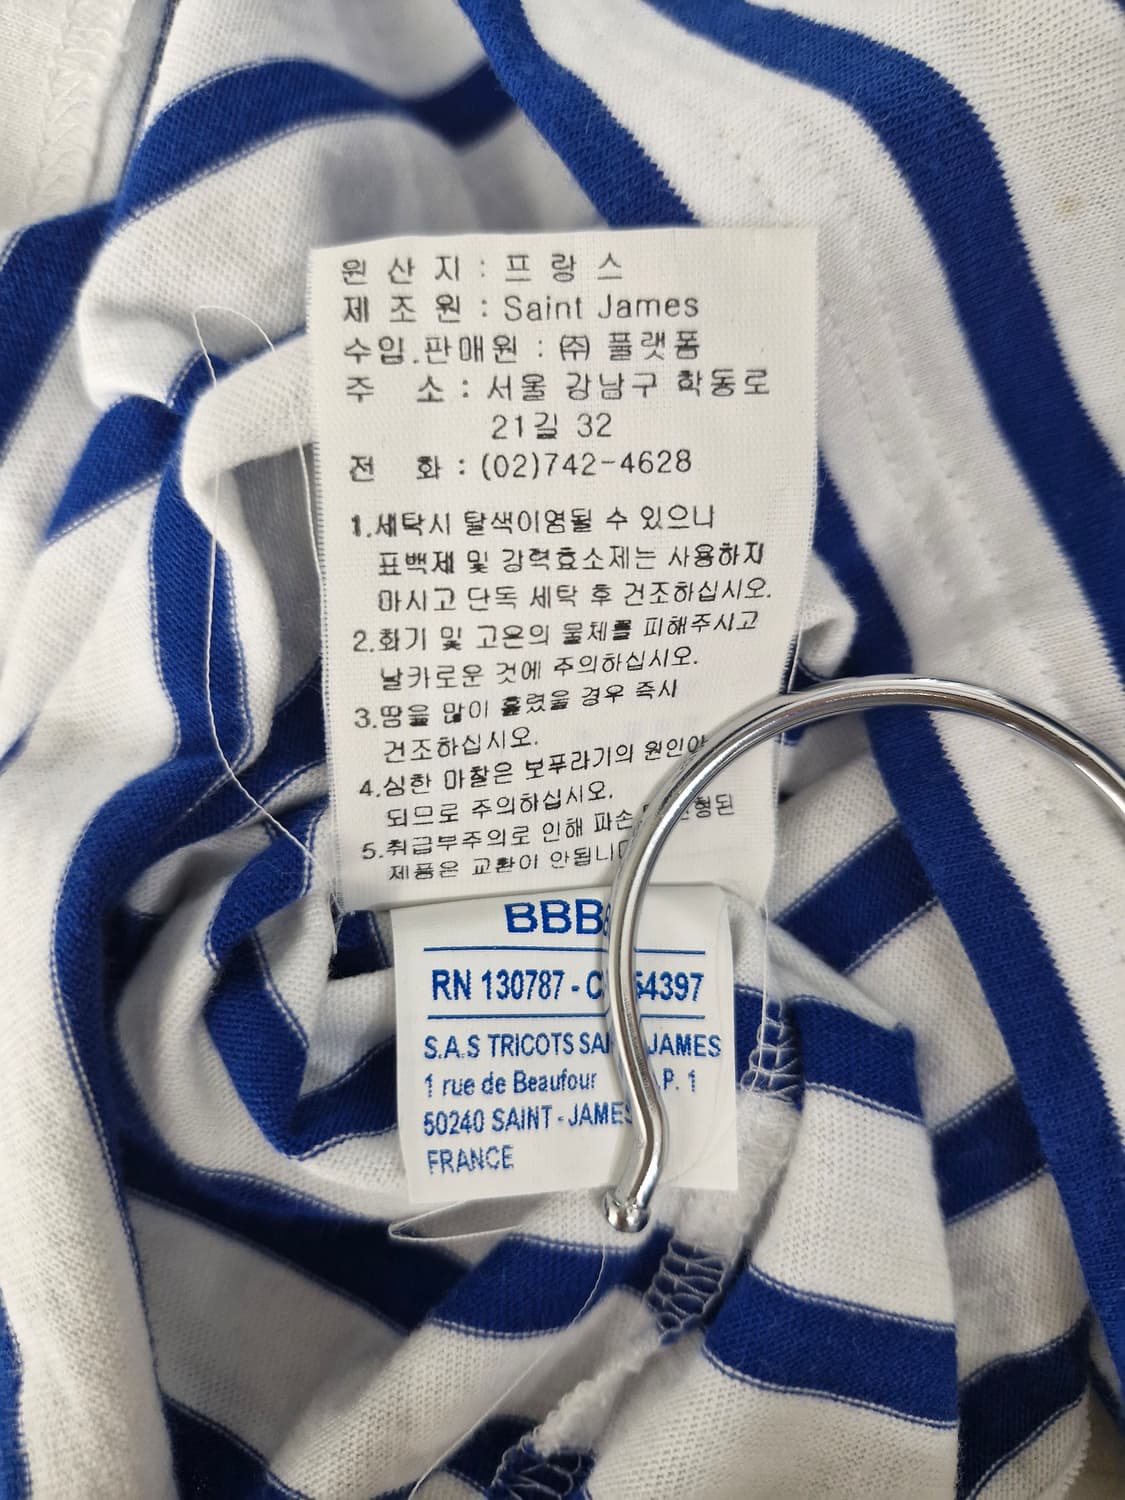 원 산 지 : 프 랑 스
제 조 원 : Saint James
수입.판매원 : ㈜ 플랫폼
주 소 : 서울 강남구 학동로
21길 32
전 화 : (02)742-4628
1.세탁시 탈색이염될 수 있으니
표백제 및 강력효소제는 사용하지
마시고 단독 세탁 후 건조하십시오.
2.화기 및 고온의 물체를 피해주시고
날카로운 것에 주의하십시오.
3.땀을 많이 흘렸을 경우 즉시
건조하십시오.
4.심한 마찰은 보푸라기의 원인이
되므로 주의하십시오.
5.취급부주의로 인해 파손
제품은 교환이 안됩니다
BBB
RN 130787 - C 54397
S.A.S TRICOTS JAMES
1 rue de Beaufour P. 1
50240 SAINT-JAMES
FRANCE